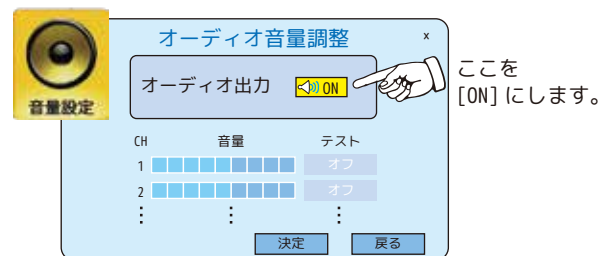 オーディオ音量調整
x
オーディオ出力 ON
ここを
[ON] にします。
音量設定
CH 音量 テスト
1 オフ
2 オフ
⋮ ⋮ ⋮
決定 戻る